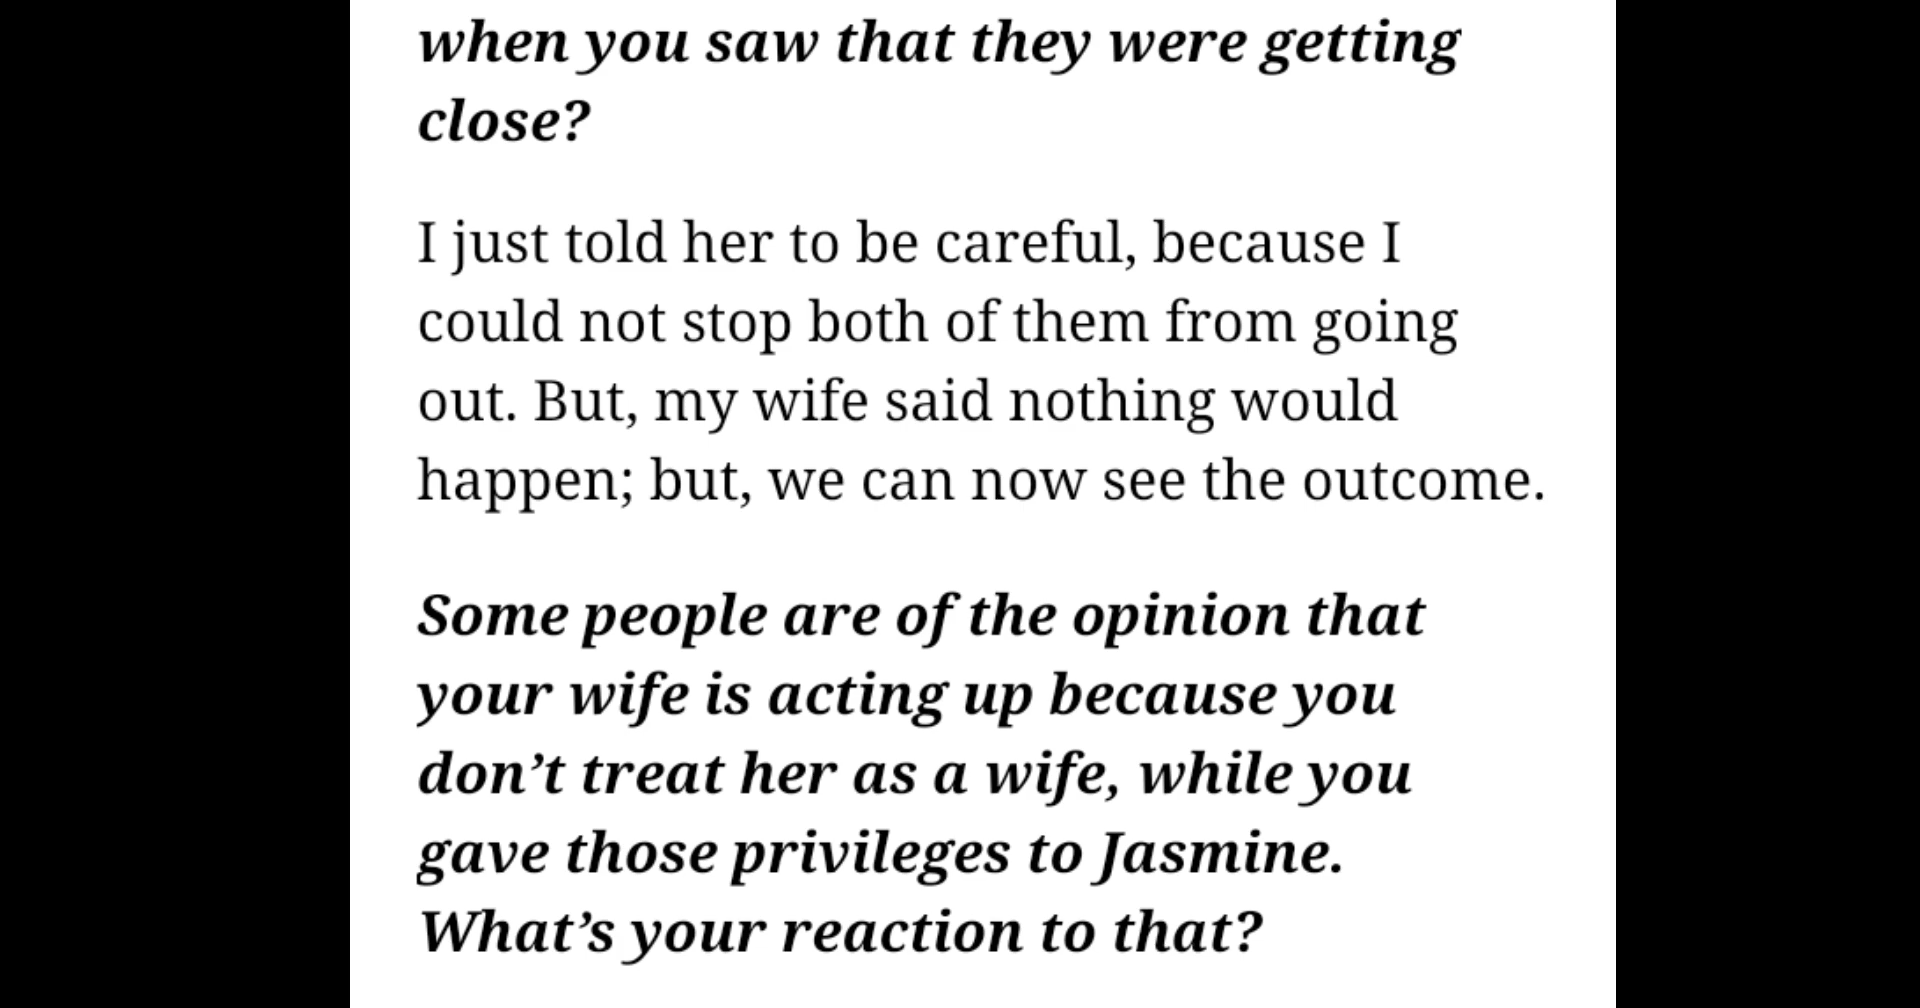 when you saw that they were getting
close?
I just told her to be careful, because I
could not stop both of them from going
out. But, my wife said nothing would
happen; but, we can now see the outcome.
Some people are of the opinion that
your wife is acting up because you
don’t treat her as a wife, while you
gave those privileges to Jasmine.
What’s your reaction to that?